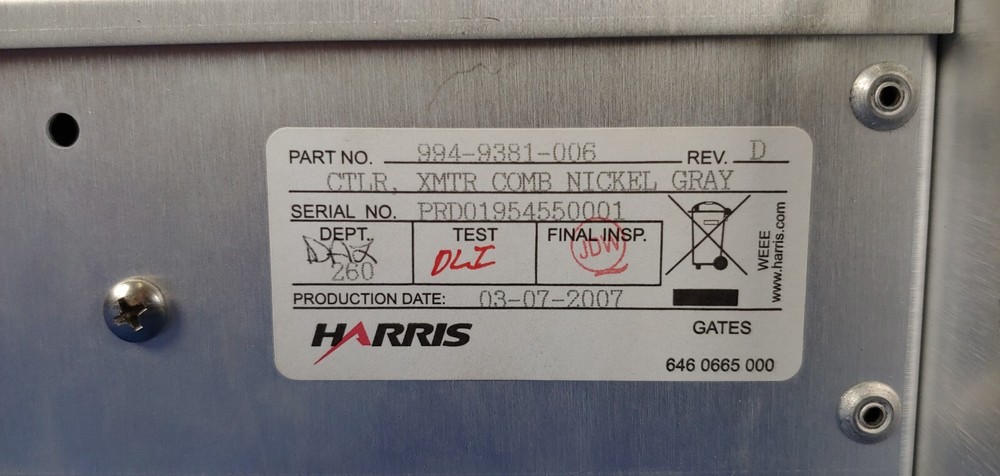 PART NO. 994-9381-006 REV. D
CTLR, XMTR COMB NICKEL GRAY
SERIAL NO. PRD01954550001
DEPT. TEST FINAL INSP.
260 DLI JDW
WEEE
www.harris.com
PRODUCTION DATE: 03-07-2007
HARRIS
GATES
646 0665 000